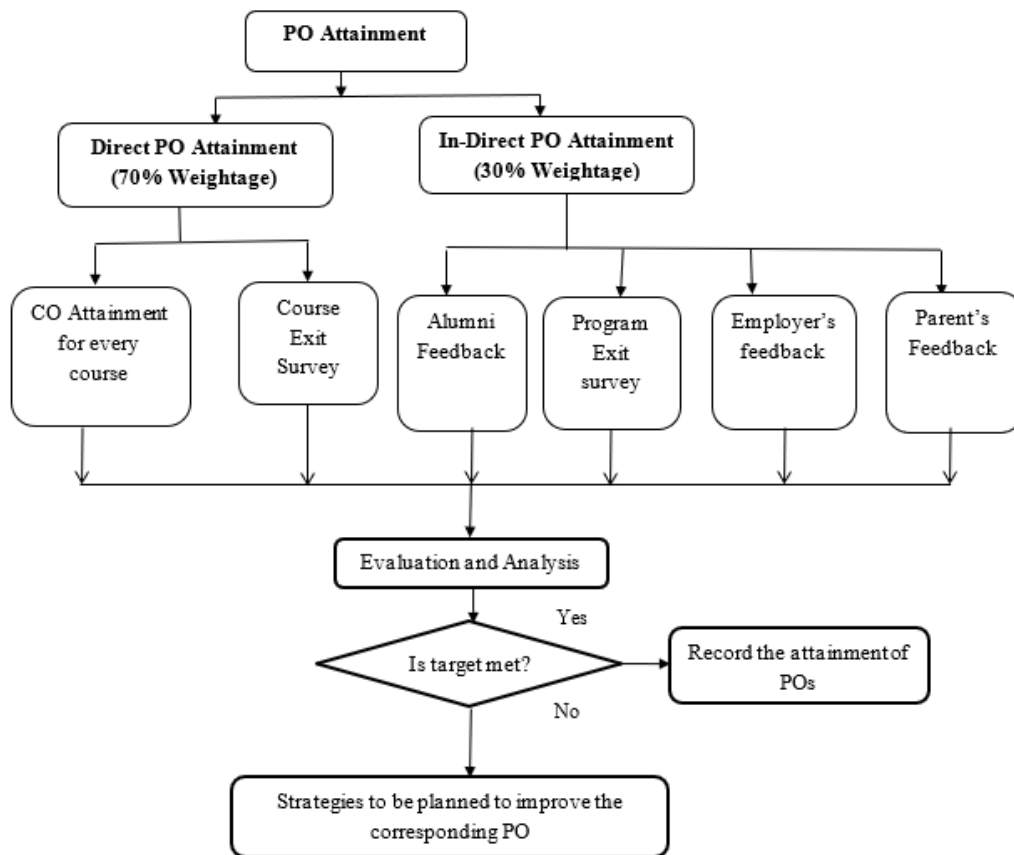 PO Attainment
Direct PO Attainment
(70% Weightage)
In-Direct PO Attainment
(30% Weightage)
CO Attainment
for every
course
Course
Exit
Survey
Alumni
Feedback
Program
Exit
survey
Employer’s
feedback
Parent’s
Feedback
Evaluation and Analysis
Yes
Is target met?
Record the attainment of
POs
No
Strategies to be planned to improve the
corresponding PO